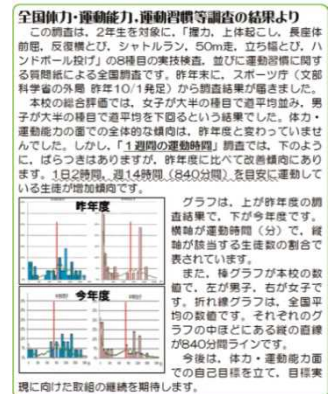 全国体力・運動能力、運動習慣等調査の結果より
この調査は、2年生を対象に、「握力、上体起こし、長座体
前屈、反復横とび、シャトルラン、50m走、立ち幅とび、ハ
ンドボール投げ」の8種目の実技検査、並びに運動習慣に関す
る質問紙による全国調査です。昨年末に、スポーツ庁（文部
科学省の外局 昨年10/1発足）から調査結果が届きました。
本校の総合評価では、女子が大半の種目で道平均並み、男
子が大半の種目で道平均を下回るという結果でした。体力・
運動能力の面での全体的な傾向は、昨年度と変わっていませ
んでした。しかし、「１週間の運動時間」調査では、下のよう
に、ばらつきはありますが、昨年度に比べて改善傾向にあり
ます。1日2時間、週14時間（840分間）を目安に運動して
いる生徒が増加傾向です。
昨年度
今年度
グラフは、上が昨年度の調
査結果で、下が今年度です。
横軸が運動時間（分）で、縦
軸が該当する生徒数の割合で
表されています。
また、棒グラフが本校の数
値で、左が男子、右が女子で
す。折れ線グラフは、全国平
均の数値です。それぞれのグ
ラフの中ほどにある縦の直線
が840分間ラインです。
今後は、体力・運動能力面
での自己目標を立て、目標実
現に向けた取組の継続を期待します。